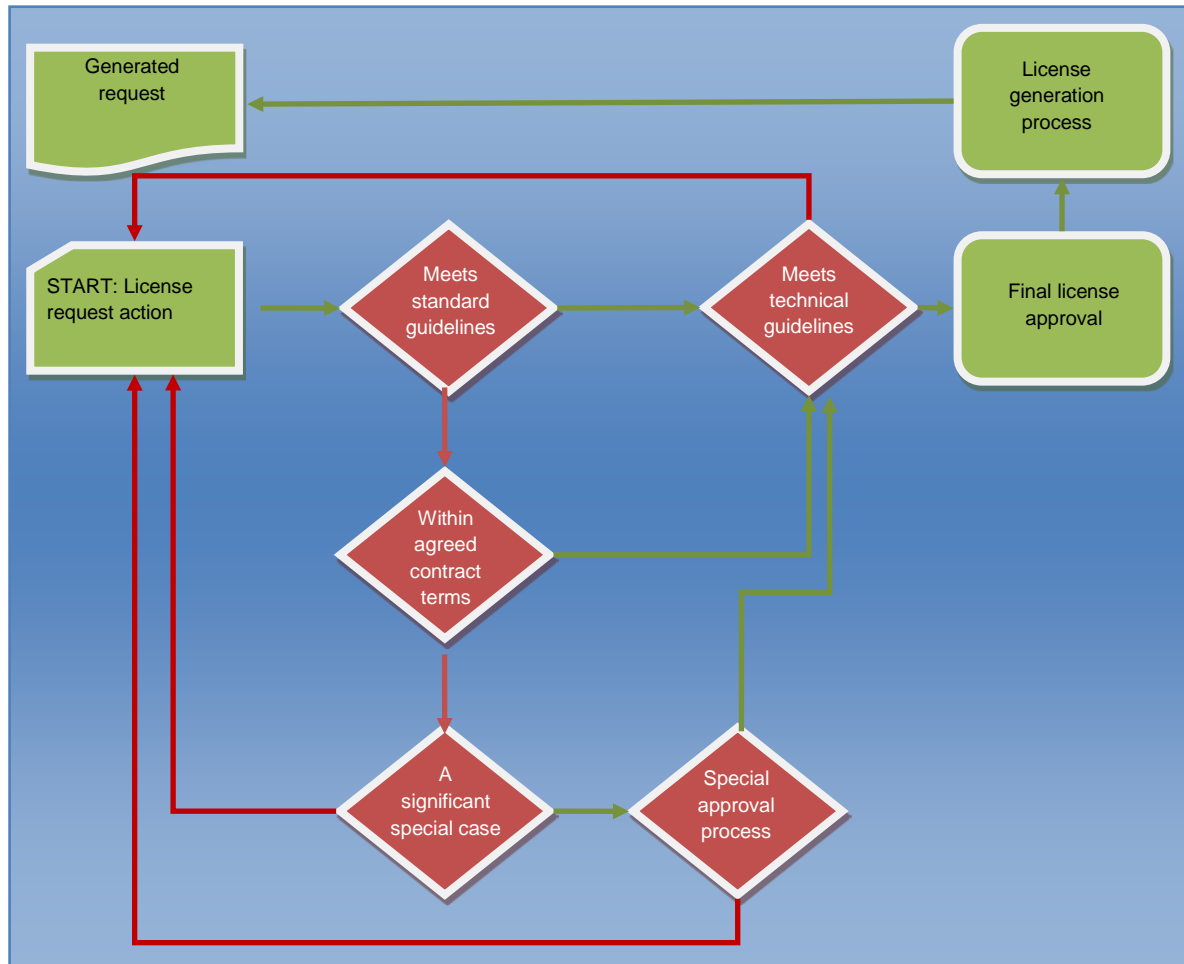 Generated
request
License
generation
process
START: License
request action
Meets
standard
guidelines
Meets
technical
guidelines
Final license
approval
Within
agreed
contract
terms
A
significant
special case
Special
approval
process